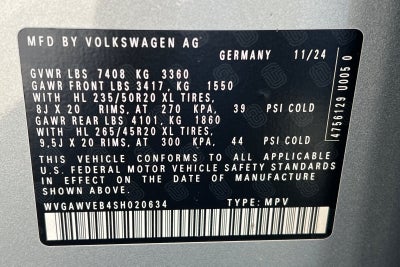 MFD BY VOLKSWAGEN AG
GERMANY 11/24
GVWR LBS 7408 KG 3360
GAWR FRONT LBS 3417, KG 1550
WITH HL 235/50R20 XL TIRES,
8J X 20 RIMS, AT 270 KPA, 39 PSI COLD
GAWR REAR LBS 4101, KG 1860
WITH HL 265/45R20 XL TIRES,
9,5J X 20 RIMS, AT 300 KPA, 44 PSI COLD
THIS VEHICLE CONFORMS TO ALL APPLICABLE
U.S. FEDERAL MOTOR VEHICLE SAFETY STANDARDS
IN EFFECT ON THE DATE OF MANUFACTURE
SHOWN ABOVE.
WVGAWVEB4SH020634 TYPE: MPV
4756129 U005 0